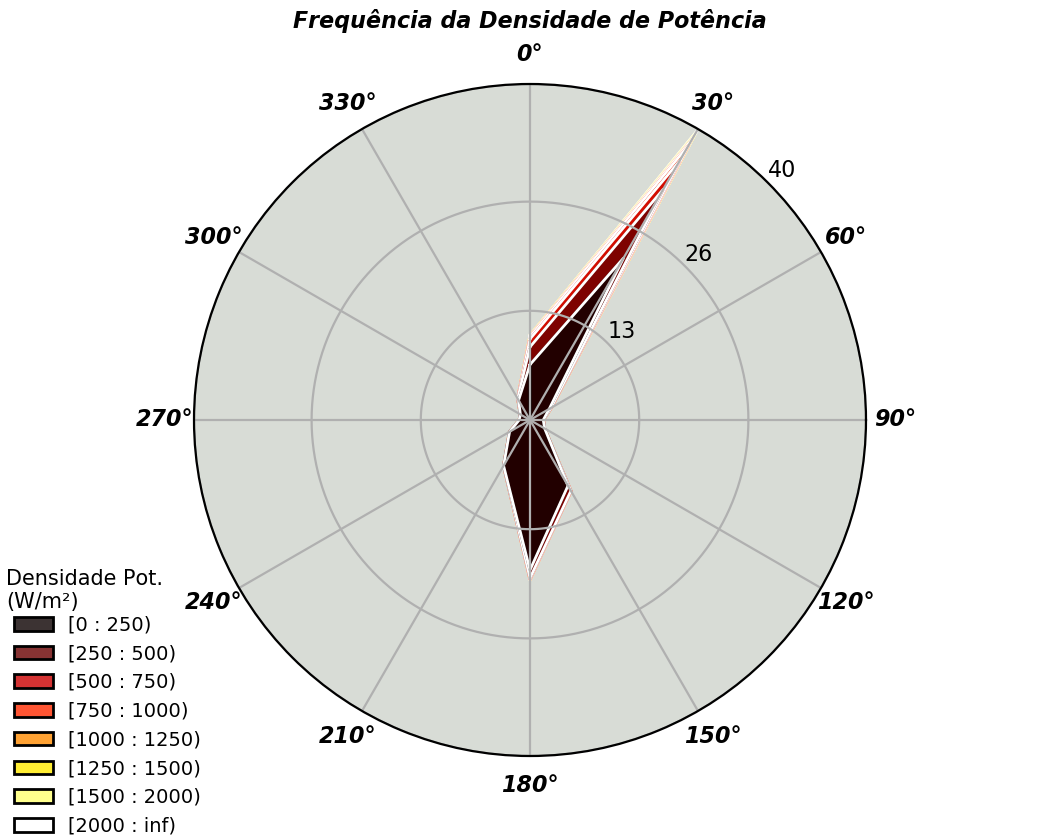 Frequência da Densidade de Potência
0°
330°
30°
40
300°
60°
26
13
270°
90°
240°
120°
210°
150°
180°
Densidade Pot.
(W/m²)
[0 : 250)
[250 : 500)
[500 : 750)
[750 : 1000)
[1000 : 1250)
[1250 : 1500)
[1500 : 2000)
[2000 : inf)